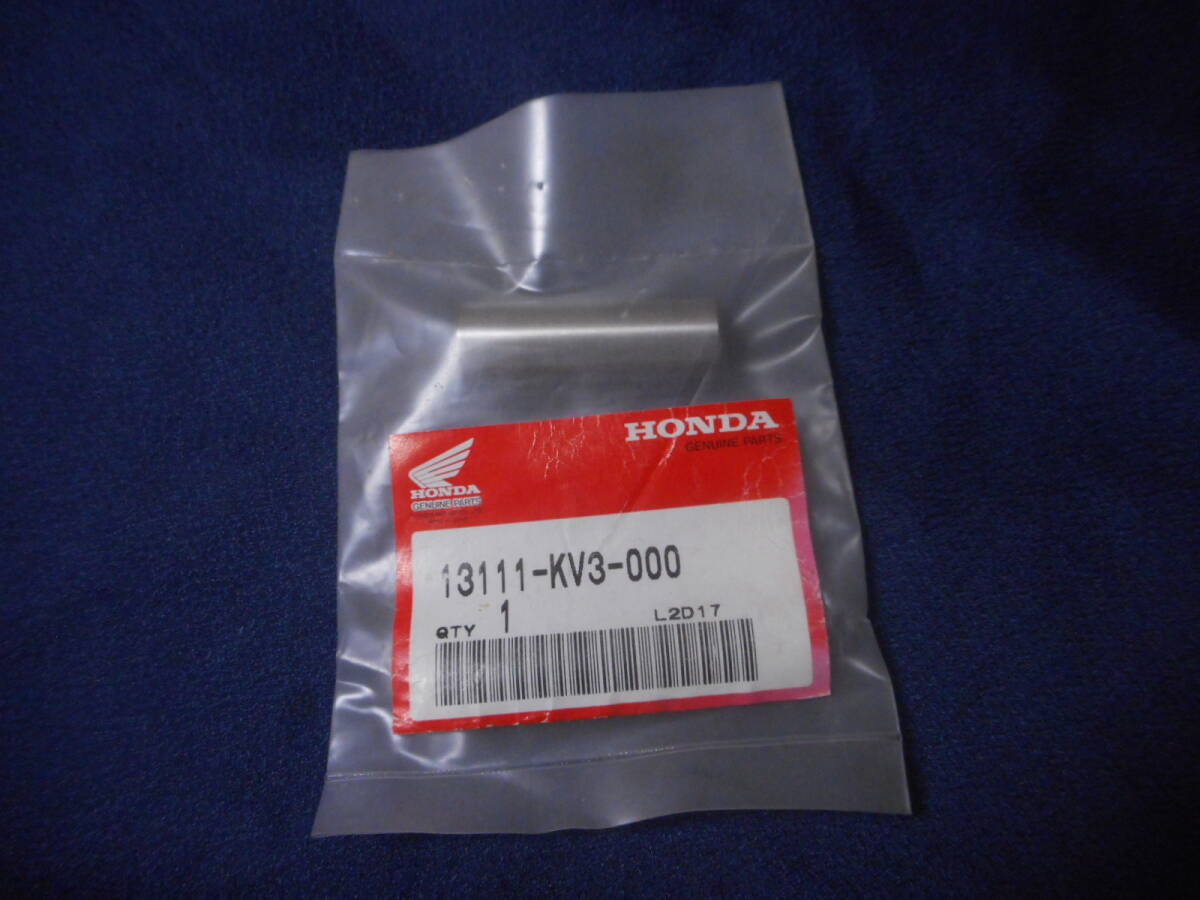 HONDA
GENUINE PARTS
HONDA
GENUINE PARTS
13111-KV3-000
QTY 1 L2D17